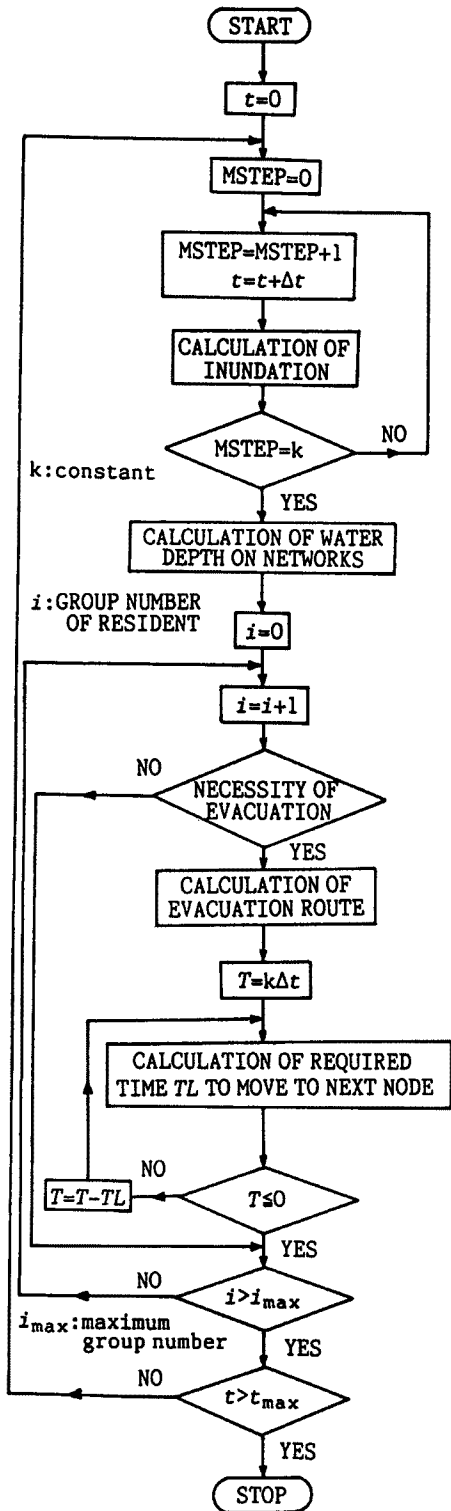 START
t=0
MSTEP=0
MSTEP=MSTEP+1
t=t+Δt
CALCULATION OF
INUNDATION
MSTEP=k
NO
k:constant
YES
CALCULATION OF WATER
DEPTH ON NETWORKS
i:GROUP NUMBER
OF RESIDENT
i=0
i=i+1
NO
NECESSITY OF
EVACUATION
YES
CALCULATION OF
EVACUATION ROUTE
T=kΔt
CALCULATION OF REQUIRED
TIME TL TO MOVE TO NEXT NODE
NO
T=T-TL
T≦0
YES
NO
i>imax
imax:maximum
group number
YES
NO
t>tmax
YES
STOP